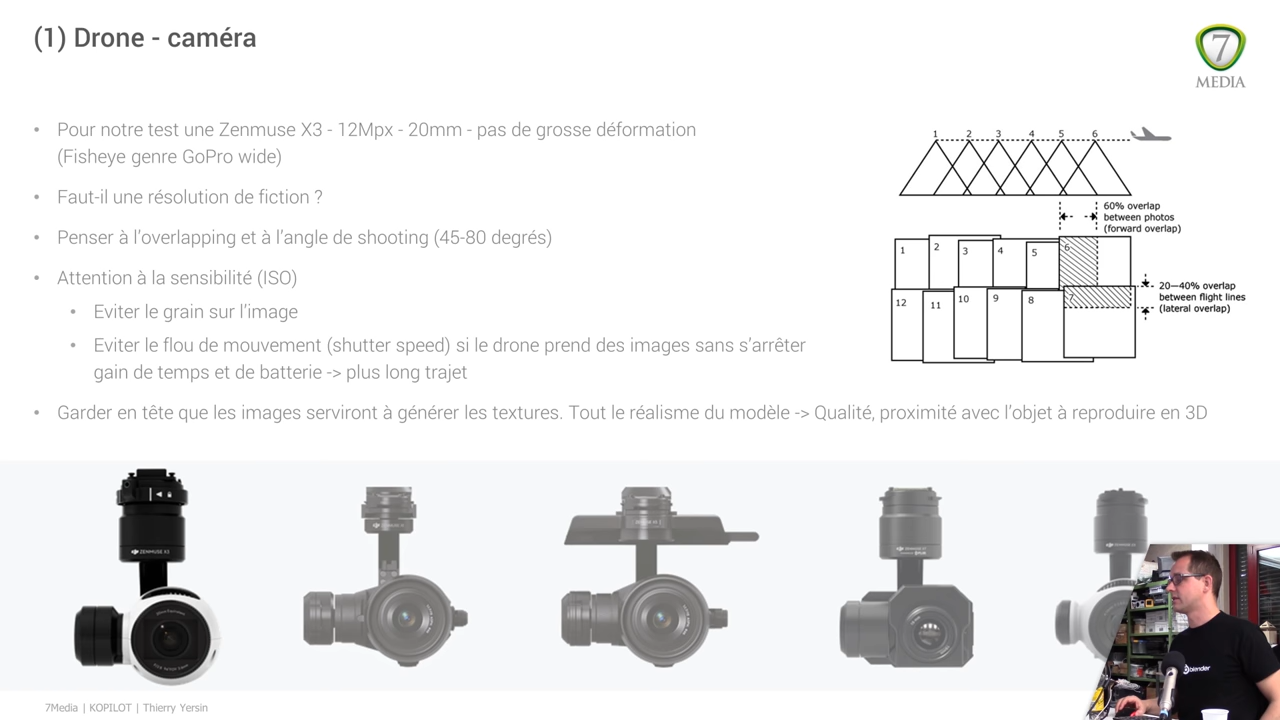 (1) Drone - caméra
7
MEDIA
• Pour notre test une Zenmuse X3 - 12Mpx - 20mm - pas de grosse déformation
(Fisheye genre GoPro wide)
• Faut-il une résolution de fiction ?
• Penser à l'overlapping et à l'angle de shooting (45-80 degrés)
• Attention à la sensibilité (ISO)
• Eviter le grain sur l'image
• Eviter le flou de mouvement (shutter speed) si le drone prend des images sans s'arrêter
gain de temps et de batterie -> plus long trajet
• Garder en tête que les images serviront à générer les textures. Tout le réalisme du modèle -> Qualité, proximité avec l'objet à reproduire en 3D
1 2 3 4 5 6
60% overlap
between photos
(forward overlap)
1 2 3 4 5 6
20—40% overlap
between flight lines
(lateral overlap)
12 11 10 9 8 7
ZENMUSE X3
blender
7Media | KOPILOT | Thierry Yersin